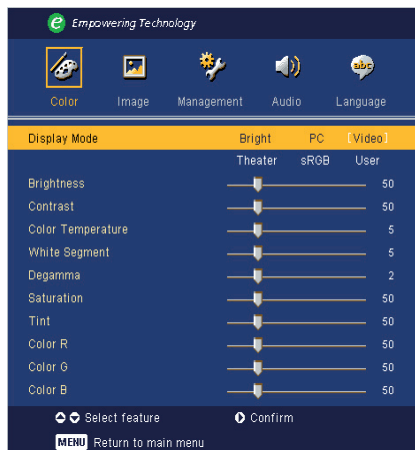 e Empowering Technology
abc
Color Image Management Audio Language
Display Mode Bright PC [Video]
Theater sRGB User
Brightness 50
Contrast 50
Color Temperature 5
White Segment 5
Degamma 2
Saturation 50
Tint 50
Color R 50
Color G 50
Color B 50
Select feature Confirm
MENU Return to main menu